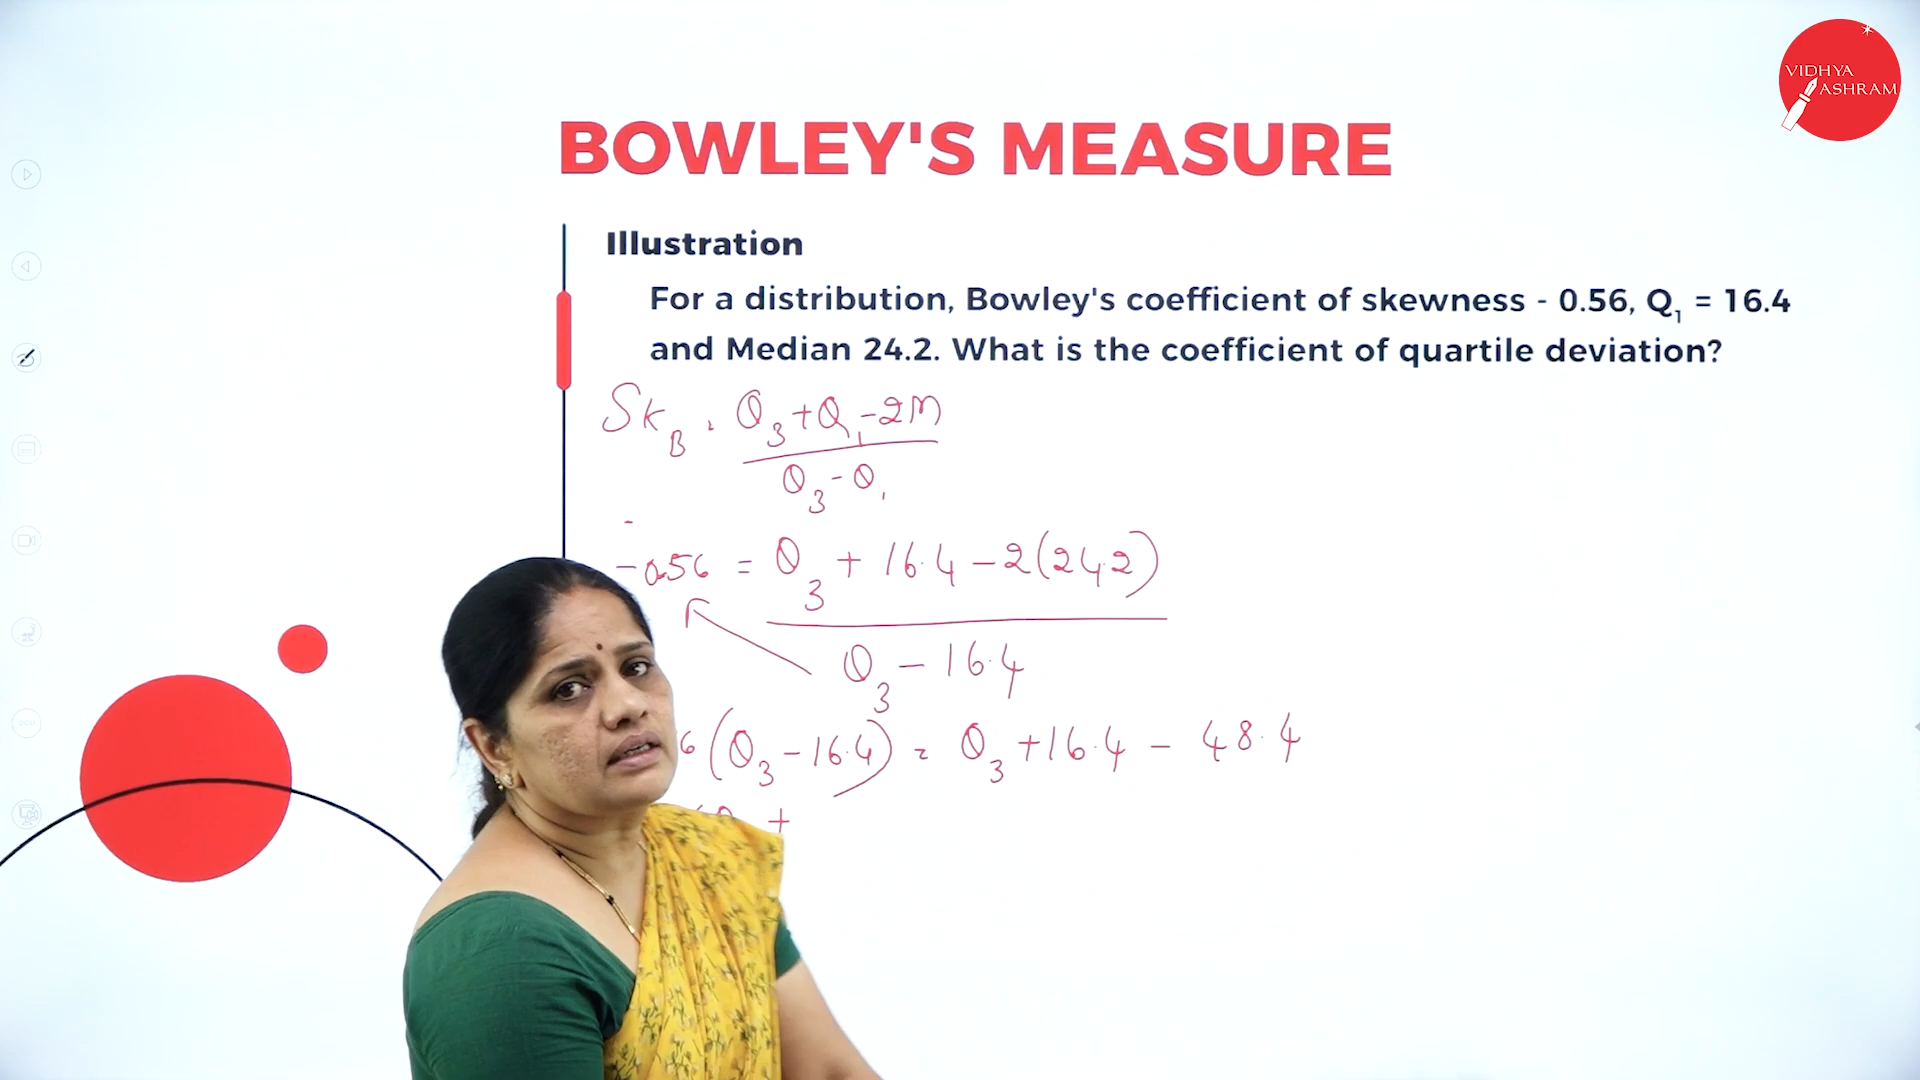 VIDHYA
ASHRAM
BOWLEY'S MEASURE
Illustration
For a distribution, Bowley's coefficient of skewness - 0.56, Q₁ = 16.4
and Median 24.2. What is the coefficient of quartile deviation?
Sk_B = Q₃ + Q₁ - 2M
Q₃ - Q₁
-0.56 = Q₃ + 16.4 - 2(24.2)
Q₃ - 16.4
6 (Q₃ - 16.4) = Q₃ + 16.4 - 48.4
+